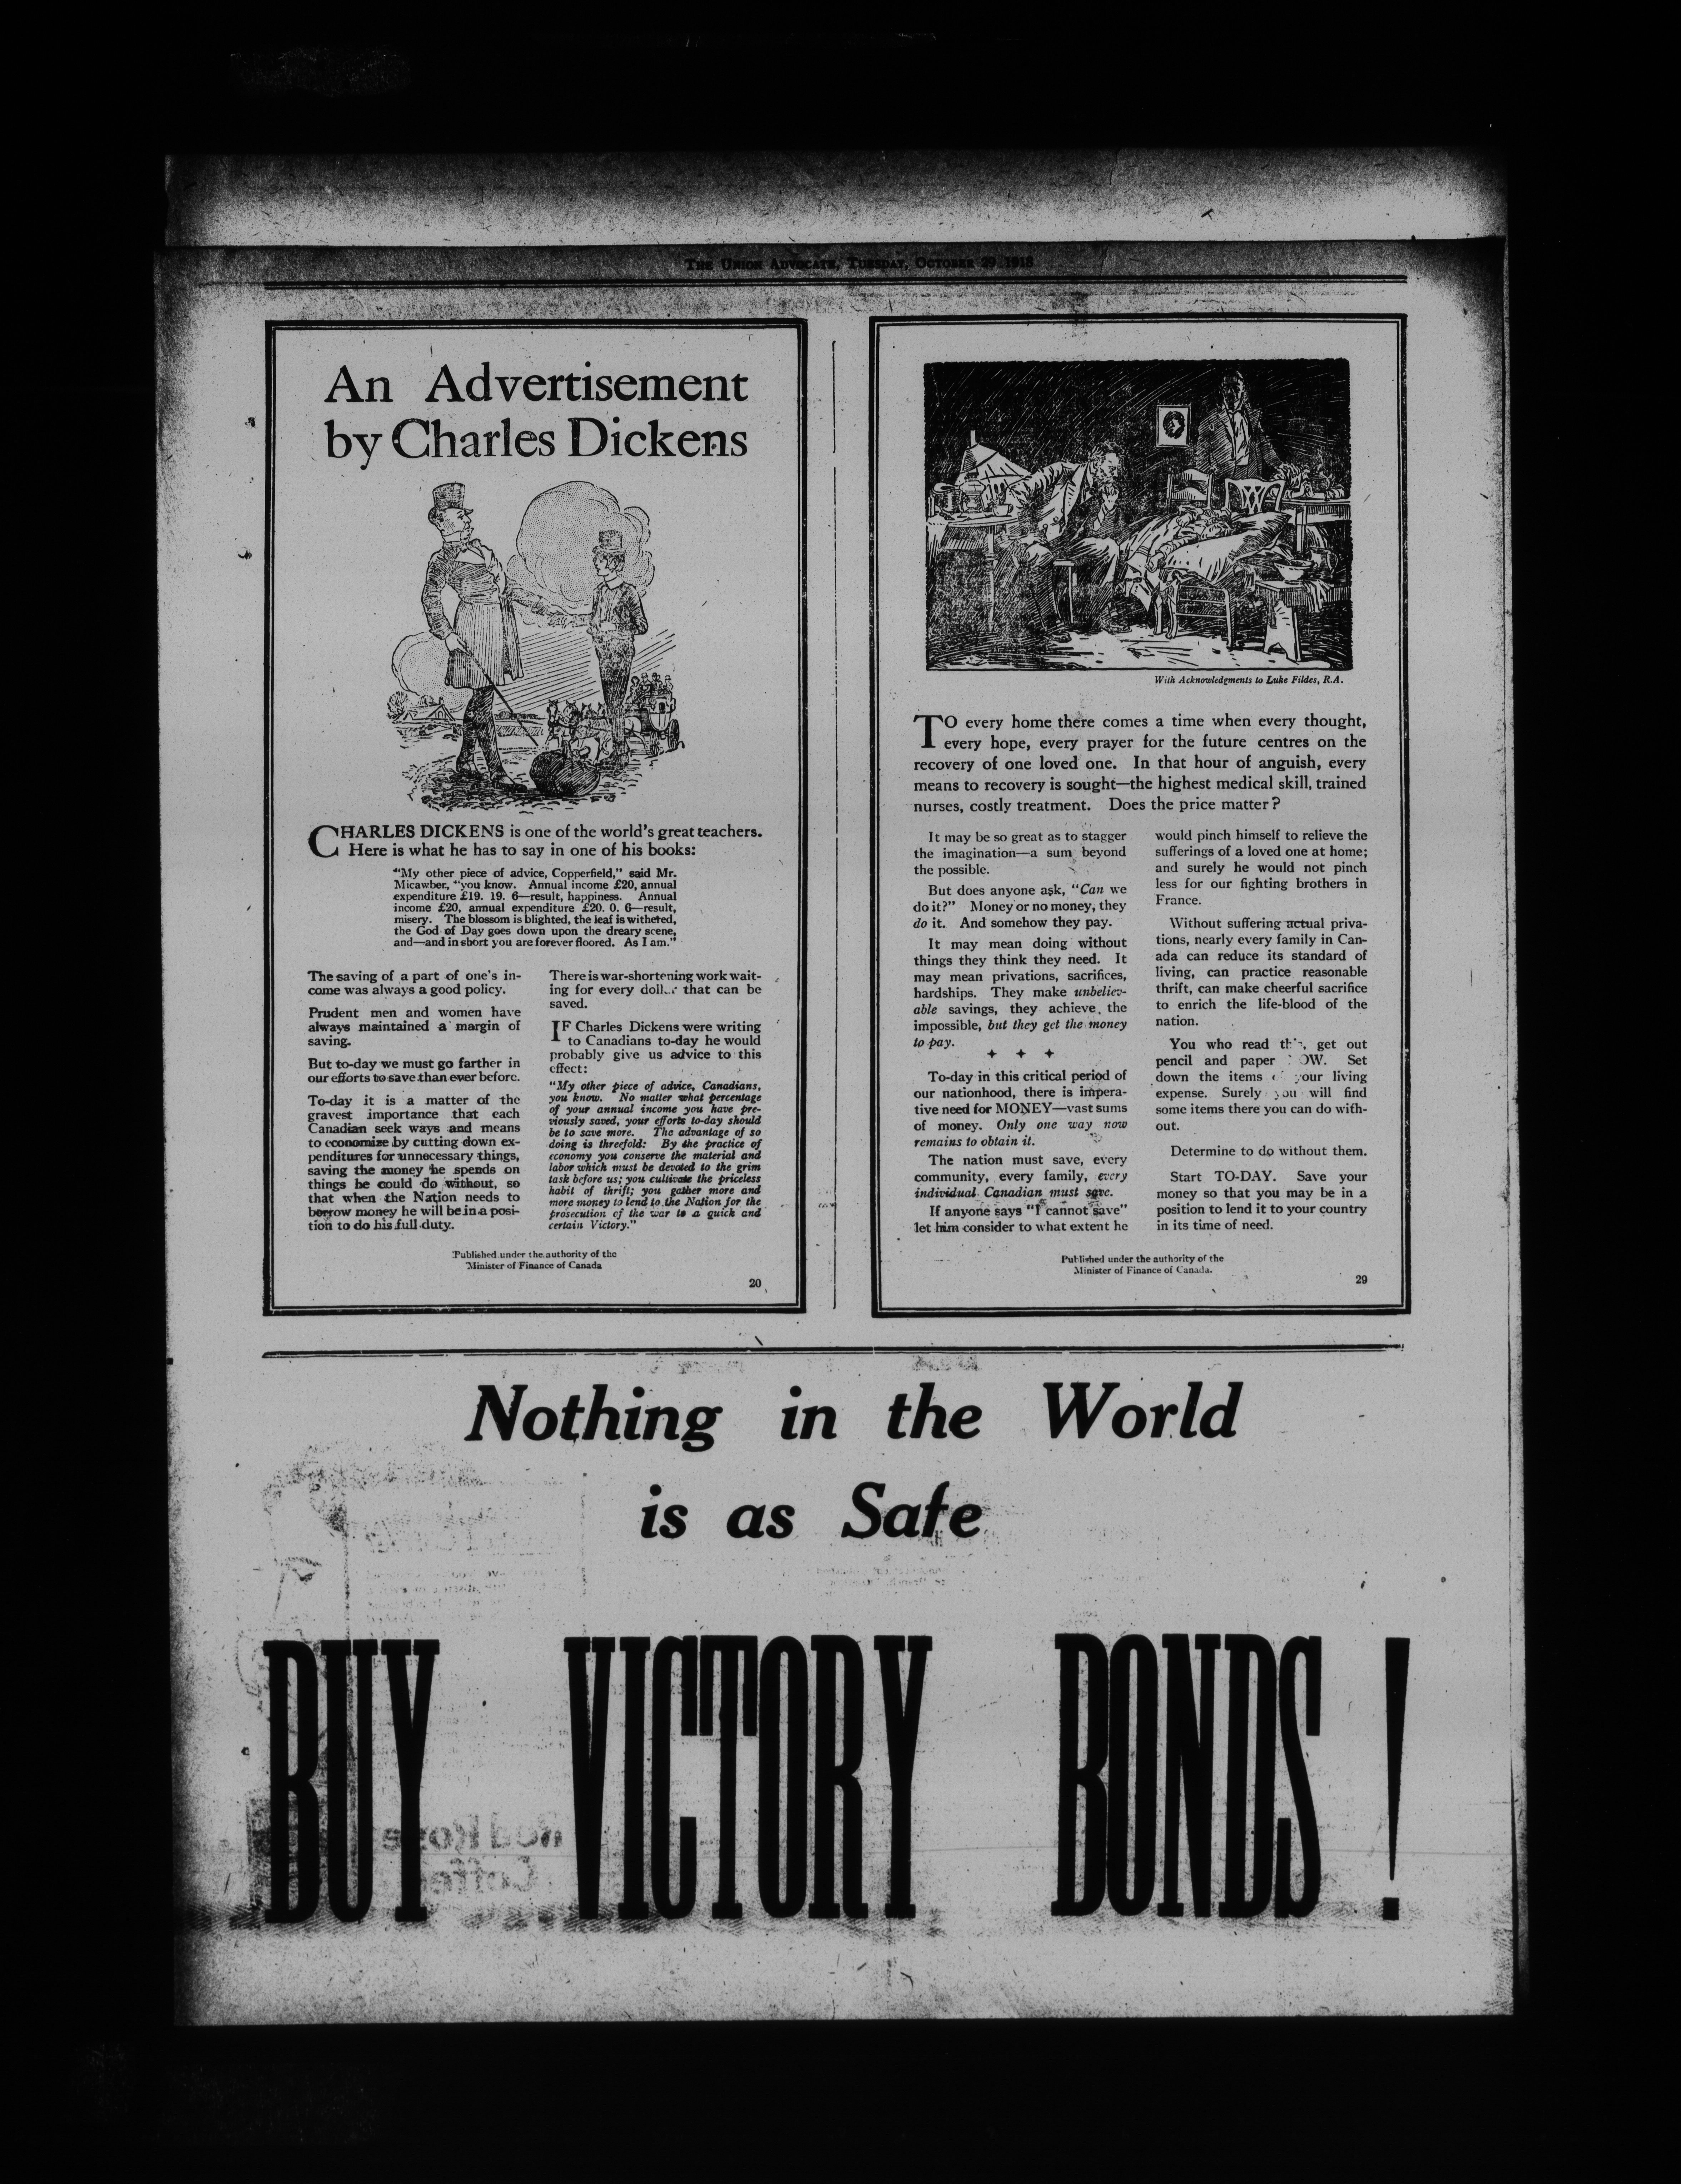 THE UNION ADVOCATE, TUESDAY, OCTOBER 29, 1918
An Advertisement
by Charles Dickens
CHARLES DICKENS is one of the world's great teachers.
Here is what he has to say in one of his books:
"My other piece of advice, Copperfield," said Mr.
Micawber, "you know. Annual income £20, annual
expenditure £19. 19. 6—result, happiness. Annual
income £20, annual expenditure £20. 0. 6—result,
misery. The blossom is blighted, the leaf is withered,
the God of Day goes down upon the dreary scene,
and—and in short you are forever floored. As I am."
The saving of a part of one's in-
come was always a good policy.
Prudent men and women have
always maintained a margin of
saving.
But to-day we must go farther in
our efforts to save than ever before.
To-day it is a matter of the
gravest importance that each
Canadian seek ways and means
to economize by cutting down ex-
penditures for unnecessary things,
saving the money he spends on
things he could do without, so
that when the Nation needs to
borrow money he will be in a posi-
tion to do his full duty.
There is war-shortening work wait-
ing for every dollar that can be
saved.
IF Charles Dickens were writing
to Canadians to-day he would
probably give us advice to this
effect:
"My other piece of advice, Canadians,
you know. No matter what percentage
of your annual income you have pre-
viously saved, your efforts to-day should
be to save more. The advantage of so
doing is threefold: By the practice of
economy you conserve the material and
labor which must be devoted to the grim
task before us; you cultivate the priceless
habit of thrift; you gather more and
more money to lend to the Nation for the
prosecution of the war to a quick and
certain Victory."
Published under the authority of the
Minister of Finance of Canada
20
With Acknowledgments to Luke Fildes, R.A.
TO every home there comes a time when every thought,
every hope, every prayer for the future centres on the
recovery of one loved one. In that hour of anguish, every
means to recovery is sought—the highest medical skill, trained
nurses, costly treatment. Does the price matter?
It may be so great as to stagger
the imagination—a sum beyond
the possible.
But does anyone ask, "Can we
do it?" Money or no money, they
do it. And somehow they pay.
It may mean doing without
things they think they need. It
may mean privations, sacrifices,
hardships. They make unbeliev-
able savings, they achieve the
impossible, but they get the money
to pay.
To-day in this critical period of
our nationhood, there is impera-
tive need for MONEY—vast sums
of money. Only one way now
remains to obtain it.
The nation must save, every
community, every family, every
individual Canadian must save.
If anyone says "I cannot save"
let him consider to what extent he
would pinch himself to relieve the
sufferings of a loved one at home;
and surely he would not pinch
less for our fighting brothers in
France.
Without suffering actual priva-
tions, nearly every family in Can-
ada can reduce its standard of
living, can practice reasonable
thrift, can make cheerful sacrifice
to enrich the life-blood of the
nation.
You who read this, get out
pencil and paper NOW. Set
down the items of your living
expense. Surely you will find
some items there you can do with-
out.
Determine to do without them.
Start TO-DAY. Save your
money so that you may be in a
position to lend it to your country
in its time of need.
Published under the authority of the
Minister of Finance of Canada.
29
Nothing in the World
is as Safe
BUY VICTORY BONDS!